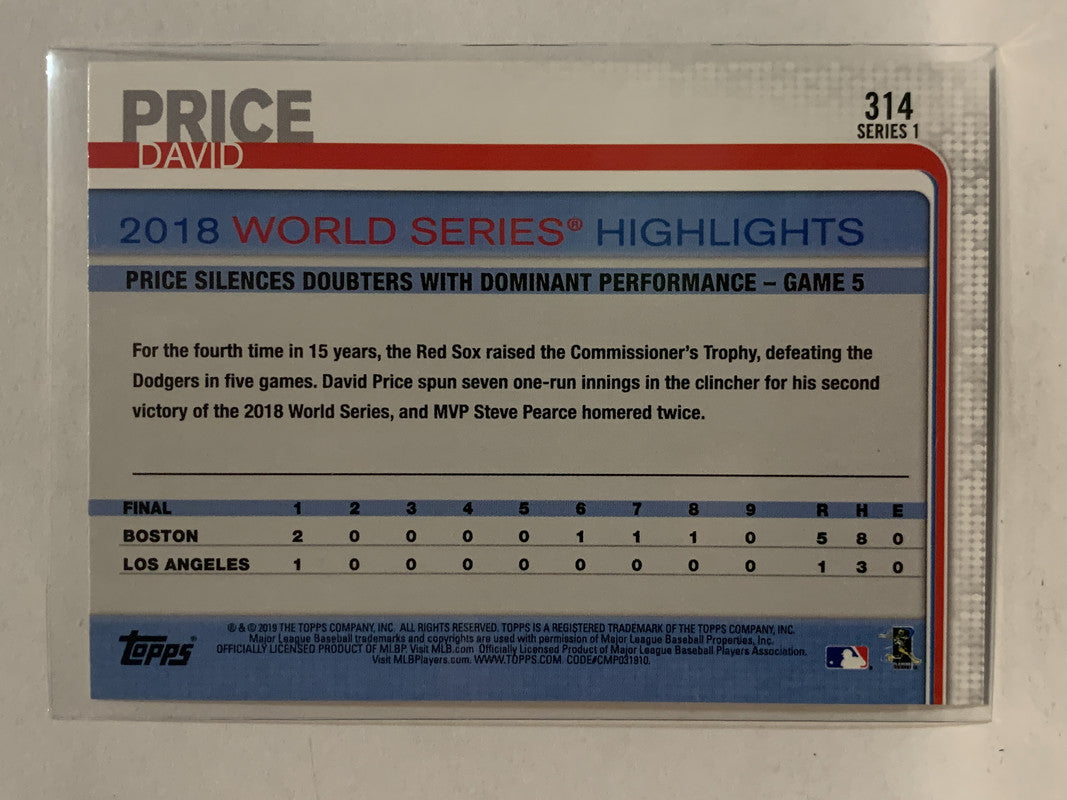 PRICE
DAVID
314
SERIES 1
2018 WORLD SERIES® HIGHLIGHTS
PRICE SILENCES DOUBTERS WITH DOMINANT PERFORMANCE – GAME 5
For the fourth time in 15 years, the Red Sox raised the Commissioner's Trophy, defeating the
Dodgers in five games. David Price spun seven one-run innings in the clincher for his second
victory of the 2018 World Series, and MVP Steve Pearce homered twice.
FINAL 1 2 3 4 5 6 7 8 9 R H E
BOSTON 2 0 0 0 0 1 1 1 0 5 8 0
LOS ANGELES 1 0 0 0 0 0 0 0 0 1 3 0
Topps®
® & © 2019 THE TOPPS COMPANY, INC. ALL RIGHTS RESERVED. TOPPS IS A REGISTERED TRADEMARK OF THE TOPPS COMPANY, INC.
Major League Baseball trademarks and copyrights are used with permission of Major League Baseball Properties, Inc.
OFFICIALLY LICENSED PRODUCT OF MLBP. Visit MLB.com Officially Licensed Product of Major League Baseball Players Association.
Visit MLBPlayers.com. WWW.TOPPS.COM. CODE#CMP031910.